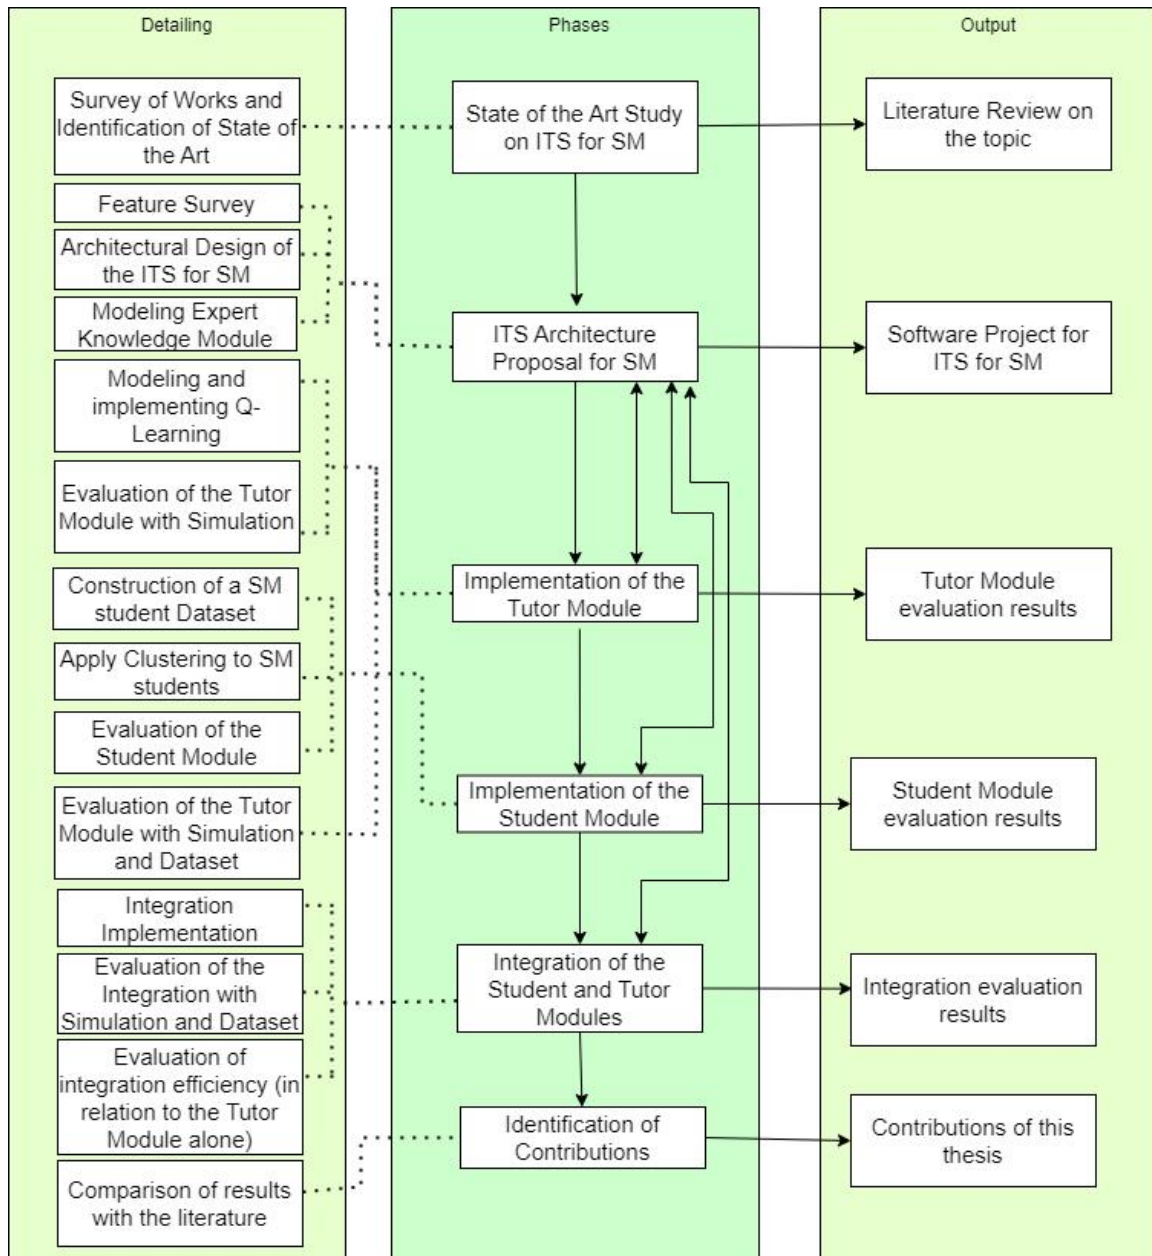 Detailing
Survey of Works and
Identification of State of
the Art
Feature Survey
Architectural Design of
the ITS for SM
Modeling Expert
Knowledge Module
Modeling and
implementing Q-
Learning
Evaluation of the Tutor
Module with Simulation
Construction of a SM
student Dataset
Apply Clustering to SM
students
Evaluation of the
Student Module
Evaluation of the Tutor
Module with Simulation
and Dataset
Integration
Implementation
Evaluation of the
Integration with
Simulation and Dataset
Evaluation of
integration efficiency (in
relation to the Tutor
Module alone)
Comparison of results
with the literature
Phases
State of the Art Study
on ITS for SM
ITS Architecture
Proposal for SM
Implementation of the
Tutor Module
Implementation of the
Student Module
Integration of the
Student and Tutor
Modules
Identification of
Contributions
Output
Literature Review on
the topic
Software Project for
ITS for SM
Tutor Module
evaluation results
Student Module
evaluation results
Integration evaluation
results
Contributions of this
thesis